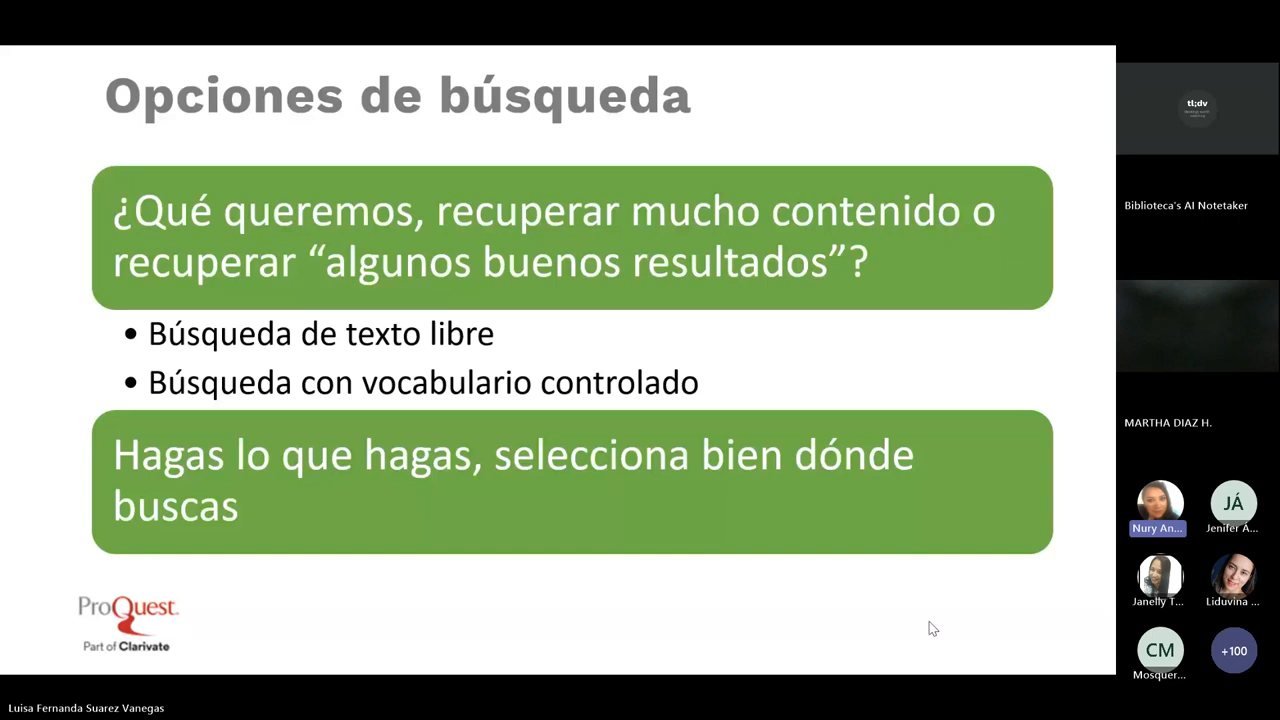 Opciones de búsqueda
¿Qué queremos, recuperar mucho contenido o
recuperar “algunos buenos resultados”?
• Búsqueda de texto libre
• Búsqueda con vocabulario controlado
Hagas lo que hagas, selecciona bien dónde
buscas
ProQuest
Part of Clarivate
tl;dv
Biblioteca's AI Notetaker
MARTHA DIAZ H.
JÁ
Nury An...
Jenifer Á...
Janelly T...
Liduvina ...
CM
+100
Mosquer...
Luisa Fernanda Suarez Vanegas